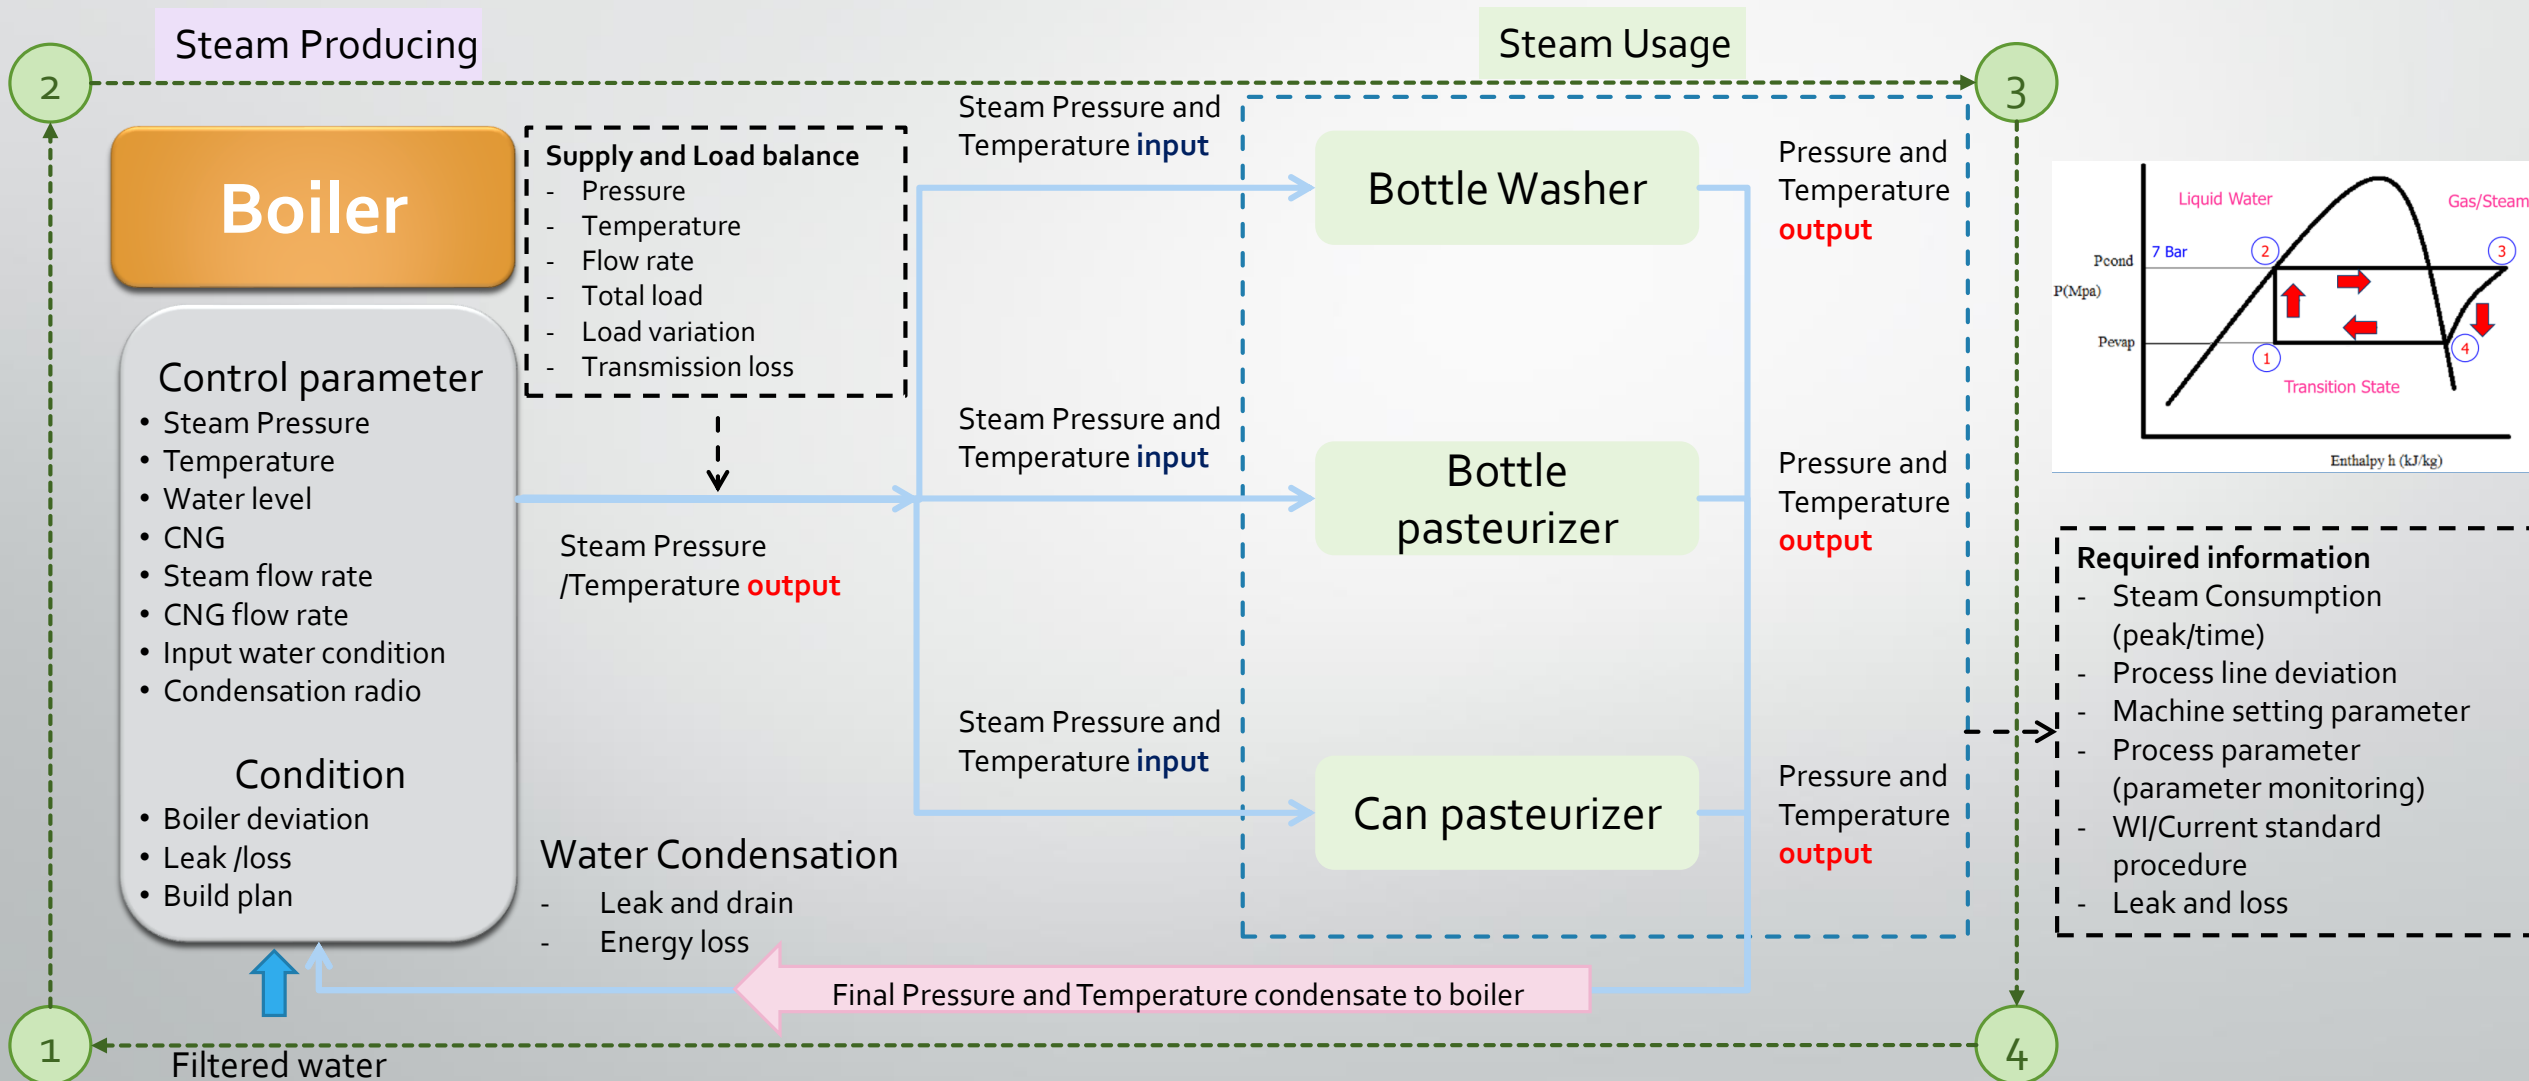 Steam Producing
Steam Usage
2
3
Boiler
Supply and Load balance
- Pressure
- Temperature
- Flow rate
- Total load
- Load variation
- Transmission loss
Control parameter
• Steam Pressure
• Temperature
• Water level
• CNG
• Steam flow rate
• CNG flow rate
• Input water condition
• Condensation radio
Condition
• Boiler deviation
• Leak /loss
• Build plan
Steam Pressure
/Temperature output
Steam Pressure and
Temperature input
Bottle Washer
Pressure and
Temperature
output
Steam Pressure and
Temperature input
Bottle
pasteurizer
Pressure and
Temperature
output
Steam Pressure and
Temperature input
Can pasteurizer
Pressure and
Temperature
output
Water Condensation
- Leak and drain
- Energy loss
Final Pressure and Temperature condensate to boiler
1
Filtered water
4
Liquid Water
Gas/Steam
Pcond
7 Bar
2
3
P(Mpa)
Pevap
1
4
Transition State
Enthalpy h (kJ/kg)
Required information
- Steam Consumption
(peak/time)
- Process line deviation
- Machine setting parameter
- Process parameter
(parameter monitoring)
- WI/Current standard
procedure
- Leak and loss